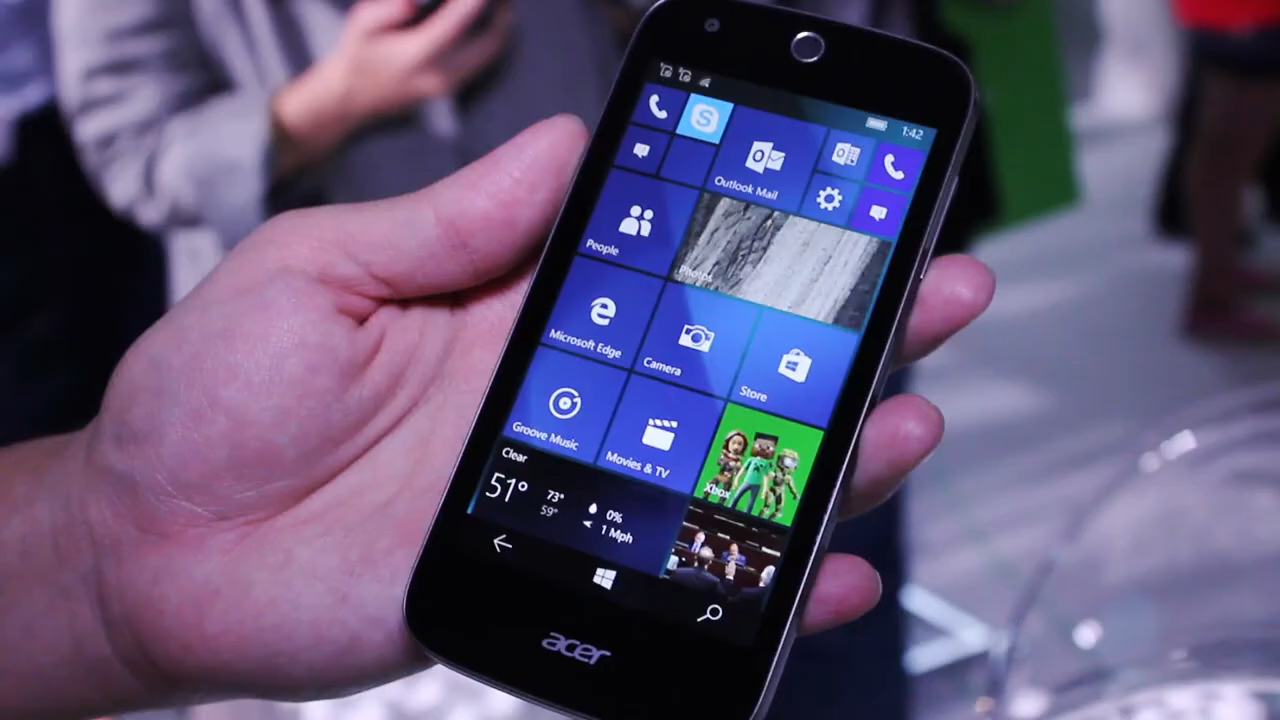 1:42
Outlook Mail
People
Photos
Microsoft Edge
Camera
Store
Groove Music
Movies & TV
Xbox
Clear
51°
73°
59°
0%
1 Mph
acer